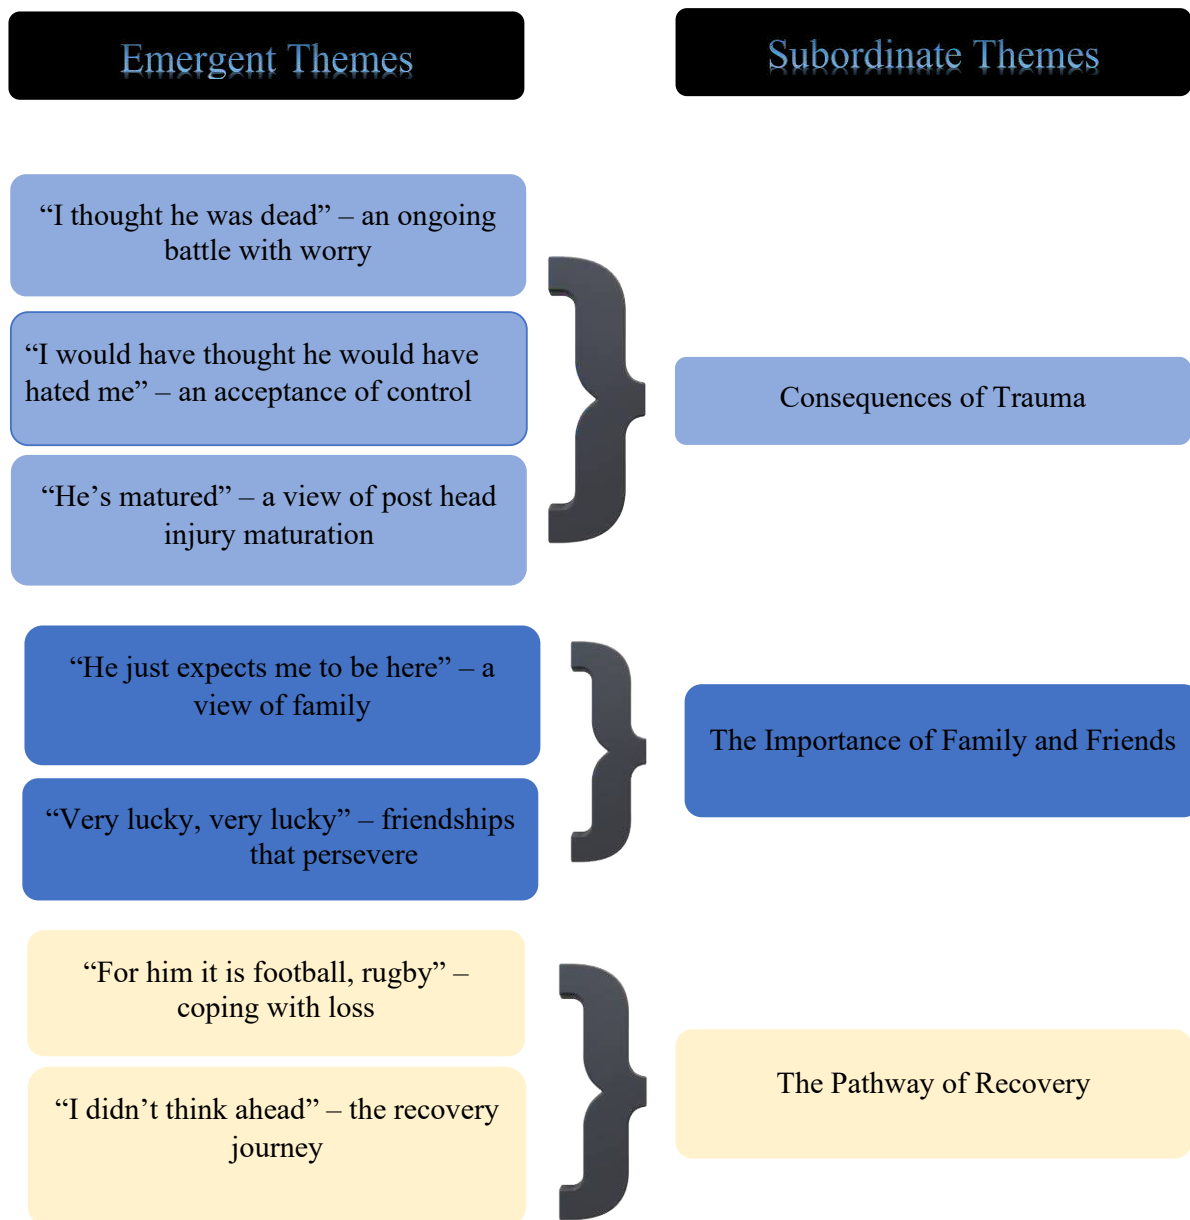 Emergent Themes
Subordinate Themes
“I thought he was dead” – an ongoing
battle with worry
“I would have thought he would have
hated me” – an acceptance of control
“He’s matured” – a view of post head
injury maturation
Consequences of Trauma
“He just expects me to be here” – a
view of family
“Very lucky, very lucky” – friendships
that persevere
The Importance of Family and Friends
“For him it is football, rugby” –
coping with loss
“I didn’t think ahead” – the recovery
journey
The Pathway of Recovery